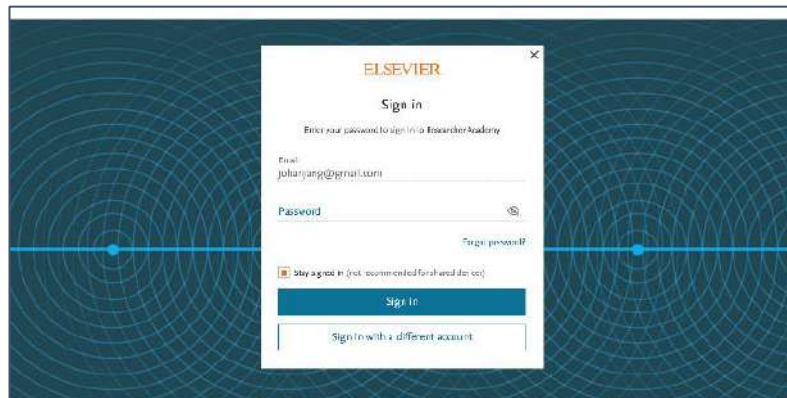 ELSEVIER
Sign in
Enter your password to sign in to Researcher Academy
Email
johanjang@gmail.com
Password
Forgot password?
Stay signed in (not recommended for shared devices)
Sign in
Sign in with a different account